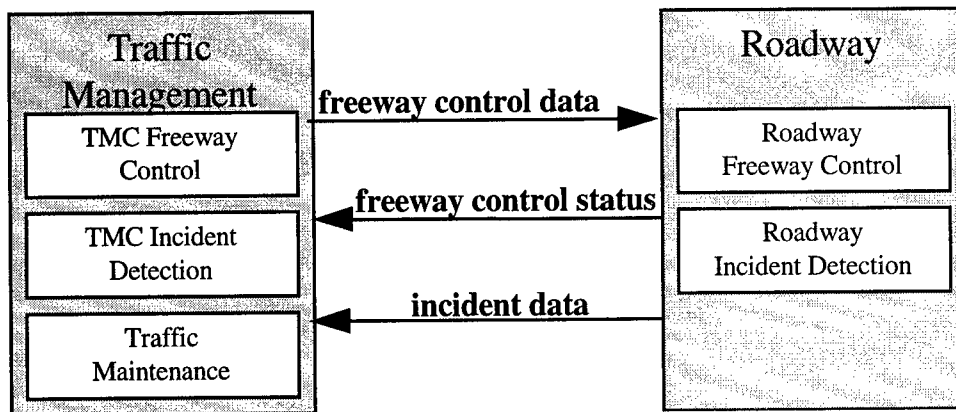 Traffic
Management
TMC Freeway
Control
TMC Incident
Detection
Traffic
Maintenance
freeway control data
freeway control status
incident data
Roadway
Roadway
Freeway Control
Roadway
Incident Detection